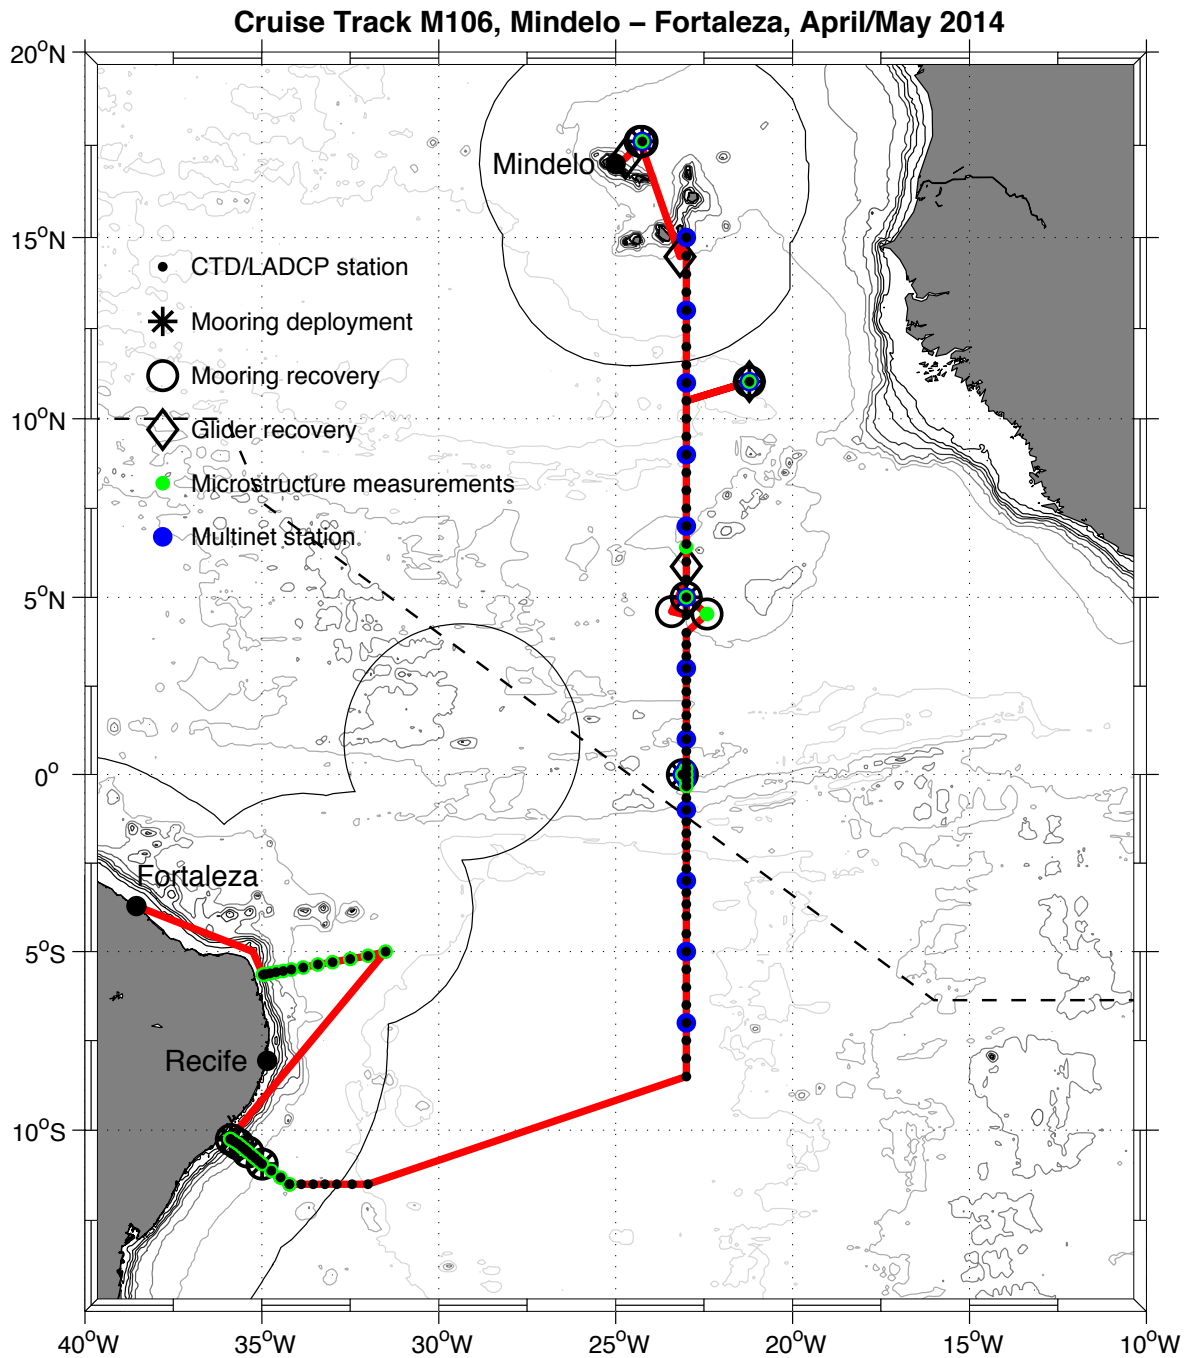 Cruise Track M106, Mindelo – Fortaleza, April/May 2014
20°N
Mindelo
15°N
CTD/LADCP station
Mooring deployment
Mooring recovery
10°N
Glider recovery
Microstructure measurements
Multinet station
5°N
0°
Fortaleza
5°S
Recife
10°S
40°W 35°W 30°W 25°W 20°W 15°W 10°W